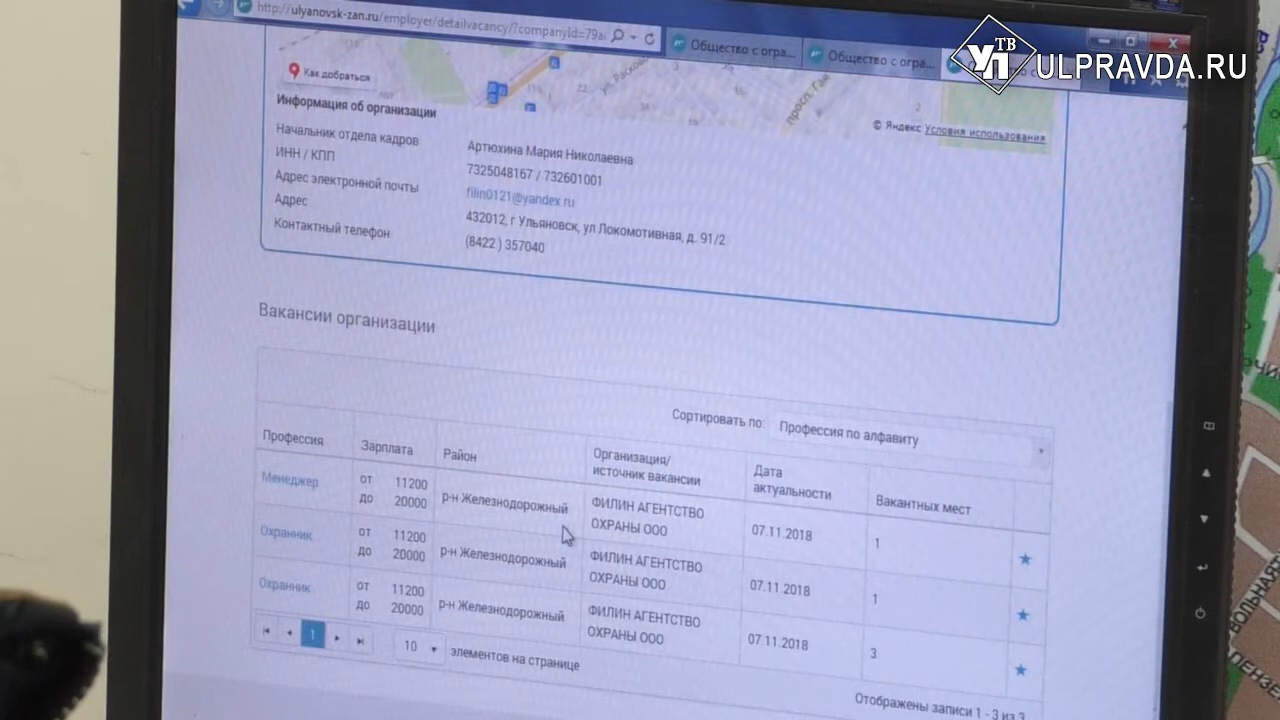 http://ulyanovsk-zan.ru/employer/detailvacancy/?companyId=79a
Общество с огра...
Общество с огра...
УП ТВ ULPRAVDA.RU
Как добраться
© Яндекс Условия использования
Информация об организации
Начальник отдела кадров Артюхина Мария Николаевна
ИНН / КПП 7325048167 / 732601001
Адрес электронной почты filin0121@yandex.ru
Адрес 432012, г Ульяновск, ул Локомотивная, д. 91/2
Контактный телефон (8422 ) 357040
Вакансии организации
Сортировать по: Профессия по алфавиту
Профессия Зарплата Район Организация/ источник вакансии Дата актуальности Вакантных мест
Менеджер от 11200 до 20000 р-н Железнодорожный ФИЛИН АГЕНТСТВО ОХРАНЫ ООО 07.11.2018 1
Охранник от 11200 до 20000 р-н Железнодорожный ФИЛИН АГЕНТСТВО ОХРАНЫ ООО 07.11.2018 1
Охранник от 11200 до 20000 р-н Железнодорожный ФИЛИН АГЕНТСТВО ОХРАНЫ ООО 07.11.2018 3
1 10 элементов на странице
Отображены записи 1 - 3 из 3